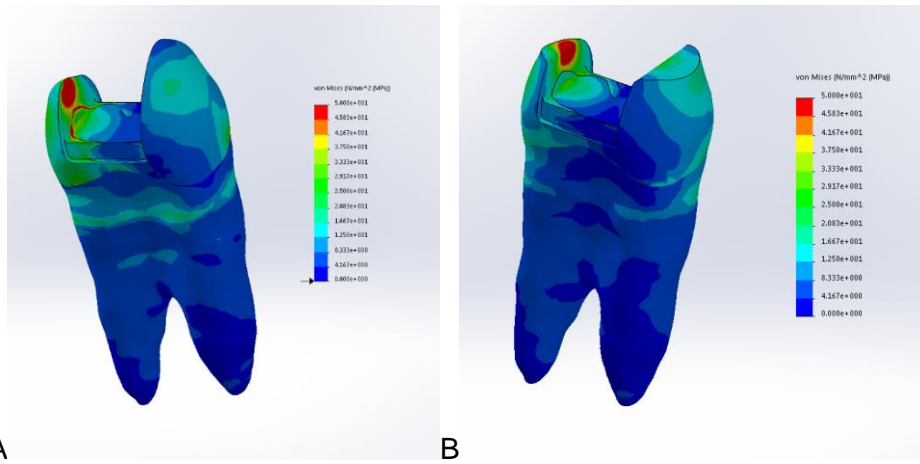 von Mises (N/mm^2 (MPa))
5.000e+001
4.583e+001
4.167e+001
3.750e+001
3.333e+001
2.917e+001
2.500e+001
2.083e+001
1.667e+001
1.250e+001
8.333e+000
4.167e+000
0.000e+000
A
von Mises (N/mm^2 (MPa))
5.000e+001
4.583e+001
4.167e+001
3.750e+001
3.333e+001
2.917e+001
2.500e+001
2.083e+001
1.667e+001
1.250e+001
8.333e+000
4.167e+000
0.000e+000
B